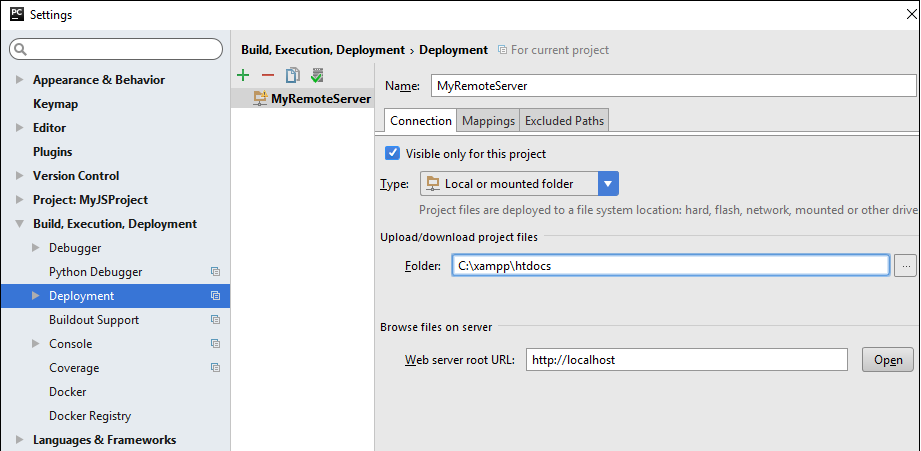 PC Settings
Build, Execution, Deployment › Deployment For current project
Appearance & Behavior
Keymap
Editor
Plugins
Version Control
Project: MyJSProject
Build, Execution, Deployment
Debugger
Python Debugger
Deployment
Buildout Support
Console
Coverage
Docker
Docker Registry
Languages & Frameworks
MyRemoteServer
Name: MyRemoteServer
Connection Mappings Excluded Paths
Visible only for this project
Type: Local or mounted folder
Project files are deployed to a file system location: hard, flash, network, mounted or other drive
Upload/download project files
Folder: C:\xampp\htdocs ...
Browse files on server
Web server root URL: http://localhost Open